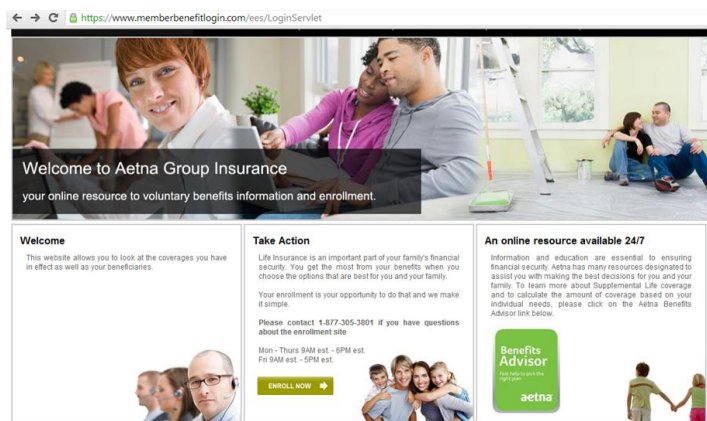 https://www.memberbenefitlogin.com/ees/LoginServlet
Welcome to Aetna Group Insurance
your online resource to voluntary benefits information and enrollment.
Welcome
This website allows you to look at the coverages you have
in effect as well as your beneficiaries.
Take Action
Life Insurance is an important part of your family's financial
security. You get the most from your benefits when you
choose the options that are best for you and your family.
Your enrollment is your opportunity to do that and we make
it simple.
Please contact 1-877-305-3801 if you have questions
about the enrollment site
Mon - Thurs 9AM est. - 6PM est.
Fri 9AM est. - 5PM est.
ENROLL NOW
An online resource available 24/7
Information and education are essential to ensuring
financial security. Aetna has many resources designated to
assist you with making the best decisions for you and your
family. To learn more about Supplemental Life coverage
and to calculate the amount of coverage based on your
individual needs, please click on the Aetna Benefits
Advisor link below.
Benefits
Advisor
right plan
aetna